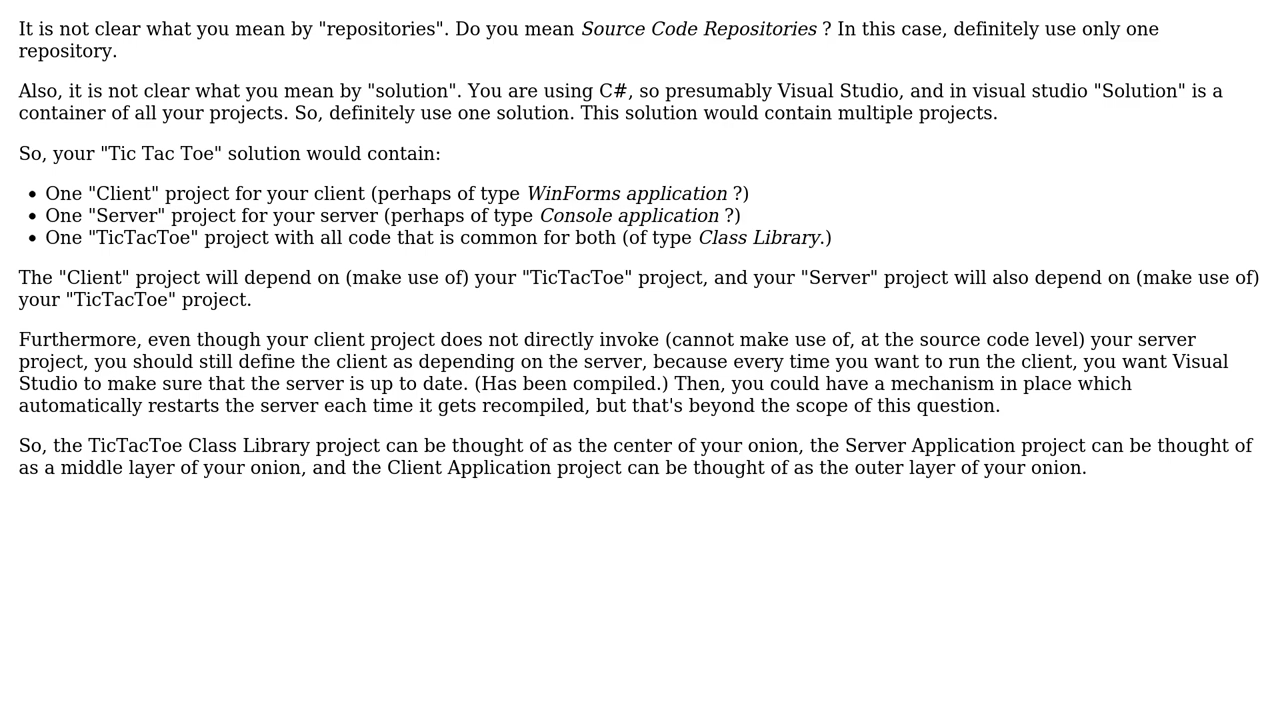 It is not clear what you mean by "repositories". Do you mean Source Code Repositories ? In this case, definitely use only one
repository.
Also, it is not clear what you mean by "solution". You are using C#, so presumably Visual Studio, and in visual studio "Solution" is a
container of all your projects. So, definitely use one solution. This solution would contain multiple projects.
So, your "Tic Tac Toe" solution would contain:
• One "Client" project for your client (perhaps of type WinForms application ?)
• One "Server" project for your server (perhaps of type Console application ?)
• One "TicTacToe" project with all code that is common for both (of type Class Library.)
The "Client" project will depend on (make use of) your "TicTacToe" project, and your "Server" project will also depend on (make use of)
your "TicTacToe" project.
Furthermore, even though your client project does not directly invoke (cannot make use of, at the source code level) your server
project, you should still define the client as depending on the server, because every time you want to run the client, you want Visual
Studio to make sure that the server is up to date. (Has been compiled.) Then, you could have a mechanism in place which
automatically restarts the server each time it gets recompiled, but that's beyond the scope of this question.
So, the TicTacToe Class Library project can be thought of as the center of your onion, the Server Application project can be thought of
as a middle layer of your onion, and the Client Application project can be thought of as the outer layer of your onion.